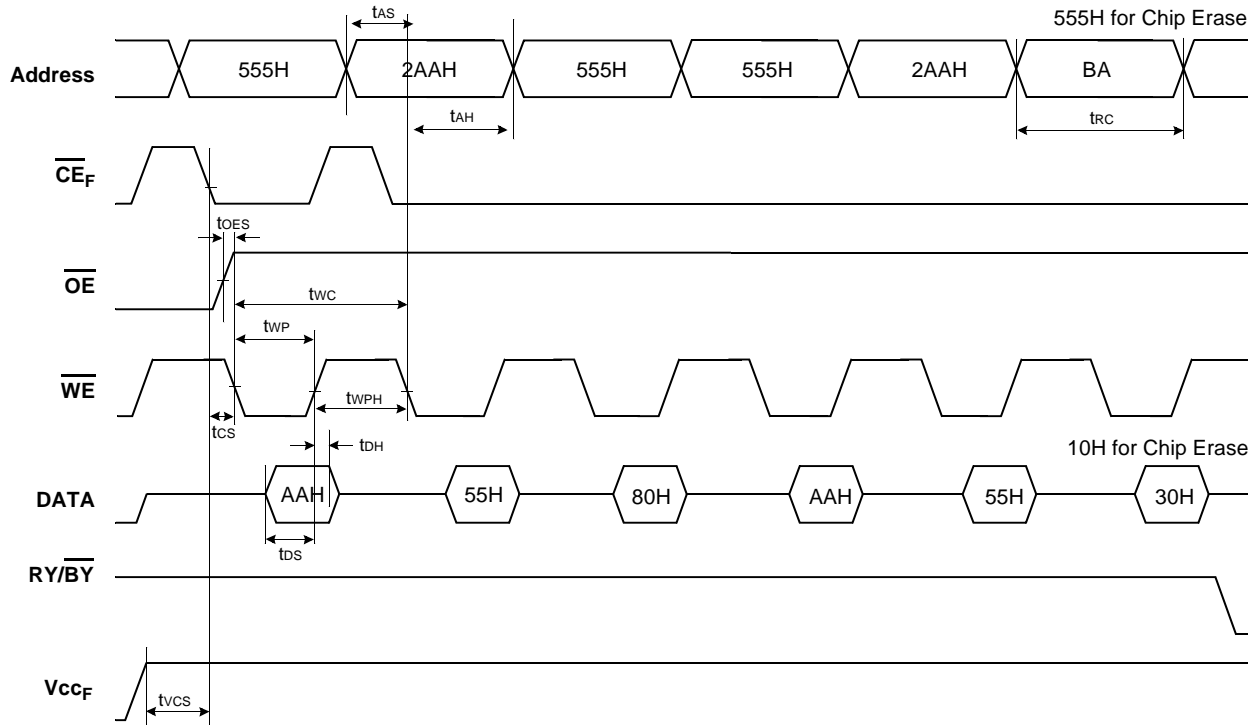 tAS
555H for Chip Erase
Address 555H 2AAH 555H 555H 2AAH BA
tAH tRC
CEF
tOES
OE
tWC
tWP
WE
tWPH
tCS
tDH
10H for Chip Erase
DATA AAH 55H 80H AAH 55H 30H
tDS
RY/BY
VccF
tVCS